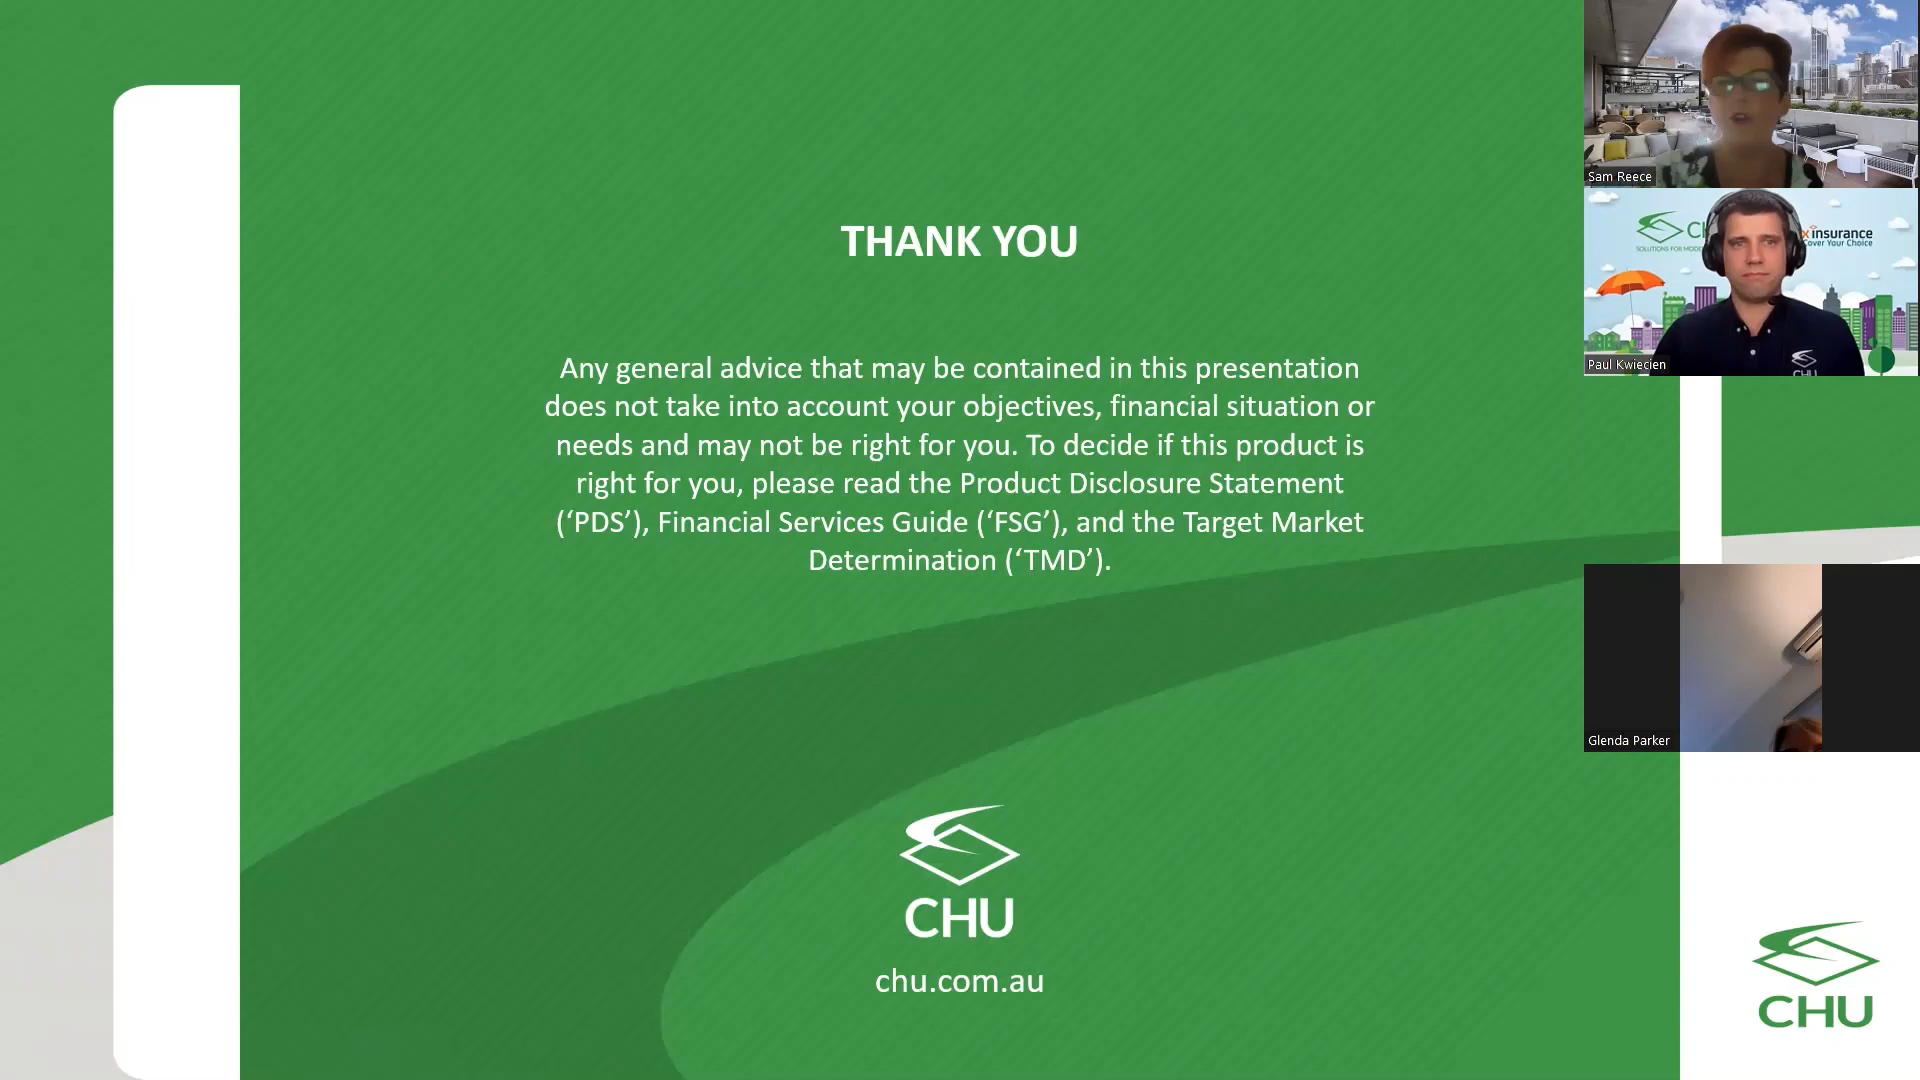 THANK YOU
Any general advice that may be contained in this presentation
does not take into account your objectives, financial situation or
needs and may not be right for you. To decide if this product is
right for you, please read the Product Disclosure Statement
(‘PDS’), Financial Services Guide (‘FSG’), and the Target Market
Determination (‘TMD’).
CHU
chu.com.au
Sam Reece
insurance
Cover Your Choice
SOLUTIONS FOR
CHU
Paul Kwiecien
Glenda Parker
CHU